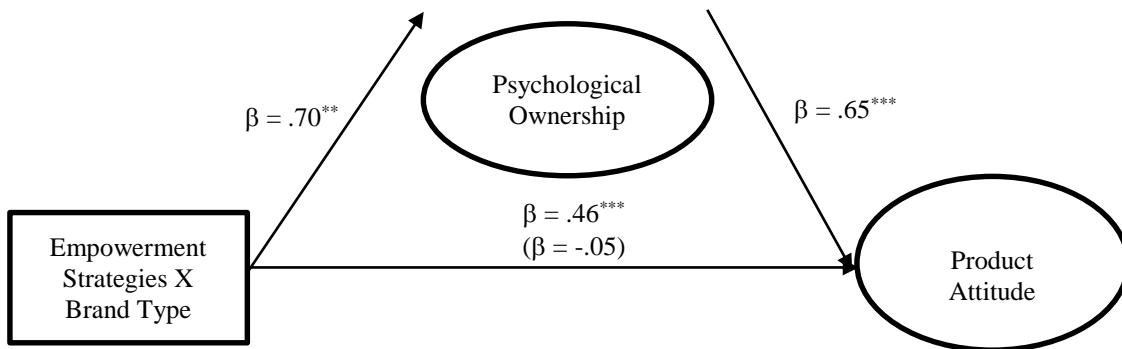 Psychological
Ownership
β = .70**
β = .65***
β = .46***
(β = -.05)
Empowerment
Strategies X
Brand Type
Product
Attitude